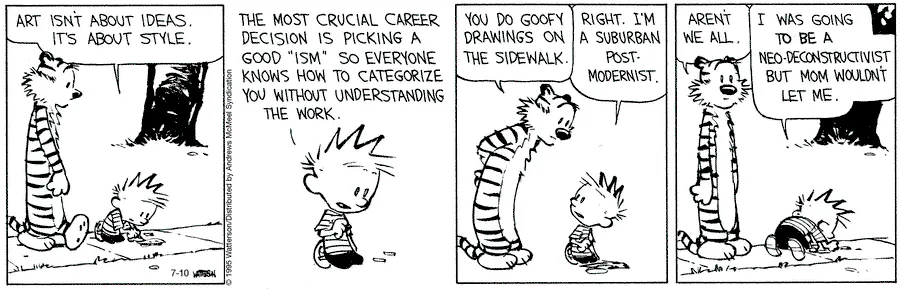 ART ISN'T ABOUT IDEAS.
IT'S ABOUT STYLE.
7-10 WATTERSON
© 1995 Watterson/Distributed by Andrews McMeel Syndication
THE MOST CRUCIAL CAREER
DECISION IS PICKING A
GOOD "ISM" SO EVERYONE
KNOWS HOW TO CATEGORIZE
YOU WITHOUT UNDERSTANDING
THE WORK.
YOU DO GOOFY
DRAWINGS ON
THE SIDEWALK.
RIGHT. I'M
A SUBURBAN
POST-
MODERNIST.
AREN'T
WE ALL.
I WAS GOING
TO BE A
NEO-DECONSTRUCTIVIST
BUT MOM WOULDN'T
LET ME.